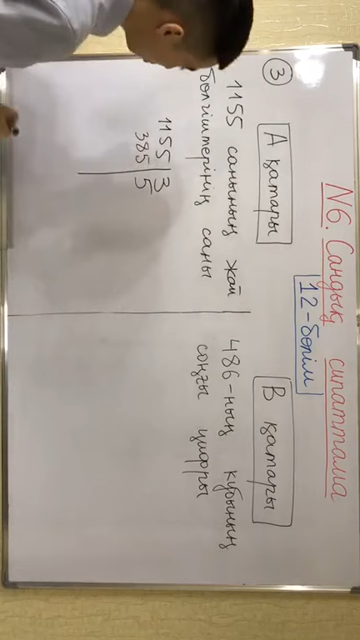 №6. Сандық сипаттама
12-бөлім
3
А қатары
В қатары
1155 санының жай
бөлгіштерінің саны
486-ның кубының
соңғы цифры
1155 3
385 5